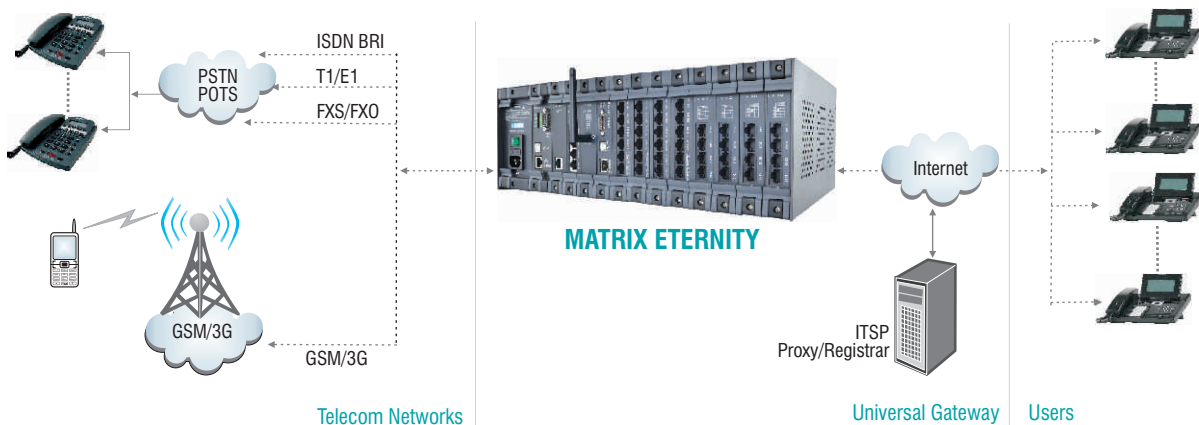 ISDN BRI
PSTN
POTS
T1/E1
FXS/FXO
Internet
MATRIX ETERNITY
GSM/3G
GSM/3G
ITSP
Proxy/Registrar
Telecom Networks
Universal Gateway
Users